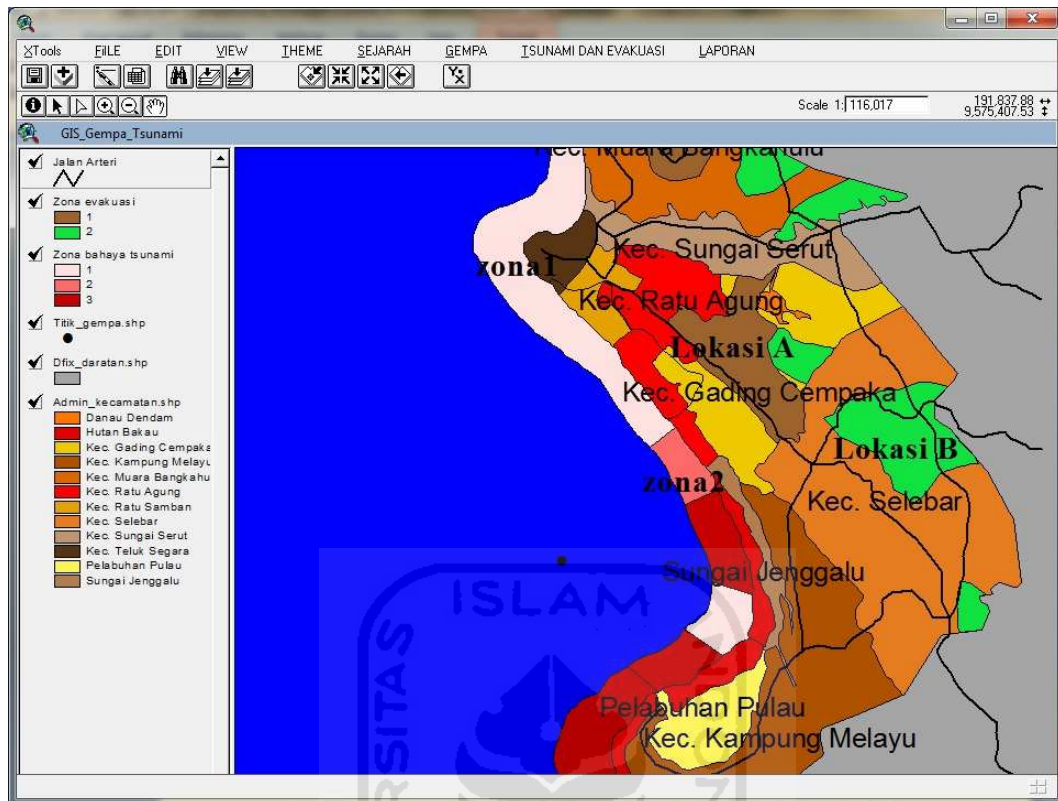 XTools FiLE EDIT VIEW THEME SEJARAH GEMPA TSUNAMI DAN EVAKUASI LAPORAN
Scale 1: 116,017
191,837.88
9,575,407.53
GIS_Gempa_Tsunami
Jalan Arteri
Zona evakuasi
1
2
Zona bahaya tsunami
1
2
3
Titik_gempa.shp
Dfix_daratan.shp
Admin_kecamatan.shp
Danau Dendam
Hutan Bakau
Kec. Gading Cempaka
Kec. Kampung Melayu
Kec. Muara Bangkahu
Kec. Ratu Agung
Kec. Ratu Samban
Kec. Selebar
Kec. Sungai Serut
Kec. Teluk Segara
Pelabuhan Pulau
Sungai Jenggalu
Kec. Muara Bangkahulu
Kec. Sungai Serut
zona1
Kec. Ratu Agung
Lokasi A
Kec. Gading Cempaka
Lokasi B
zona2
Kec. Selebar
Sungai Jenggalu
Pelabuhan Pulau
Kec. Kampung Melayu
ISLAM